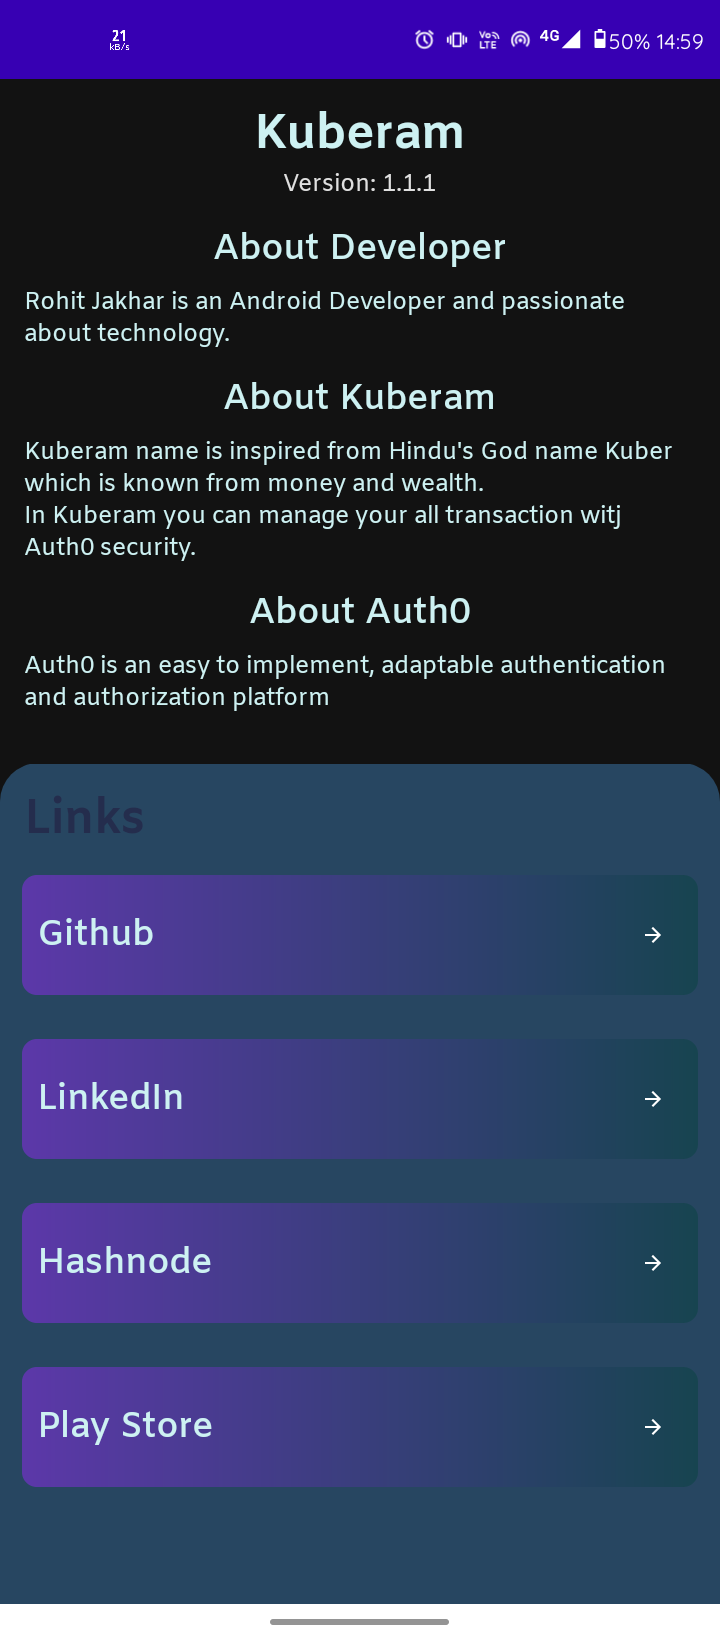 21
kB/s
Vo LTE 4G 50% 14:59
Kuberam
Version: 1.1.1
About Developer
Rohit Jakhar is an Android Developer and passionate
about technology.
About Kuberam
Kuberam name is inspired from Hindu's God name Kuber
which is known from money and wealth.
In Kuberam you can manage your all transaction witj
Auth0 security.
About Auth0
Auth0 is an easy to implement, adaptable authentication
and authorization platform
Links
Github
LinkedIn
Hashnode
Play Store